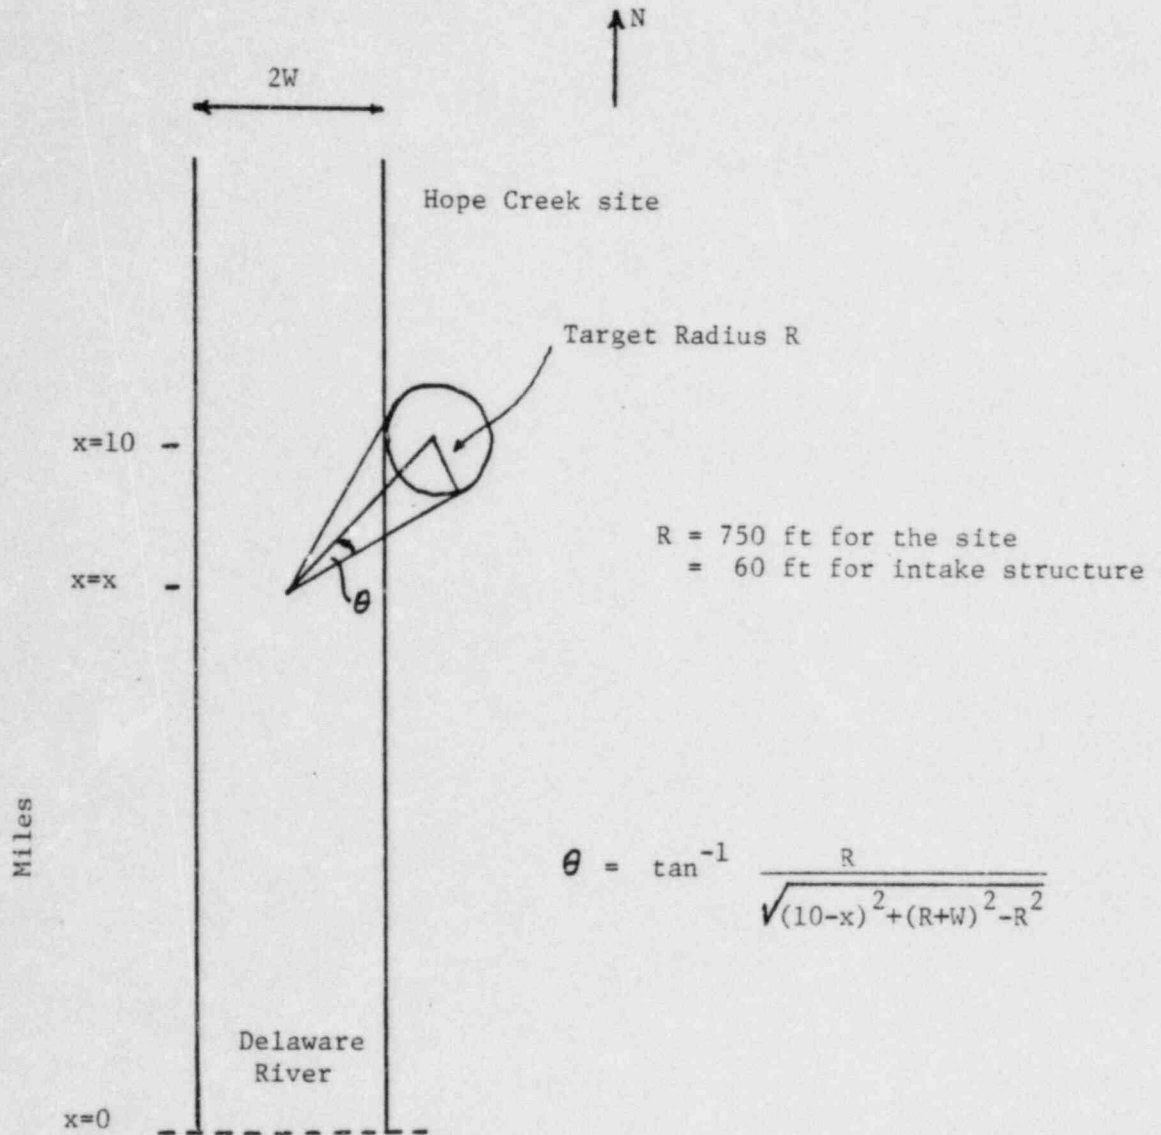 N
2W
Hope Creek site
Target Radius R
x=10
R = 750 ft for the site
x=x
= 60 ft for intake structure
θ
Miles
θ = tan⁻¹ R / √(10-x)²+(R+W)²-R²
Delaware
River
x=0